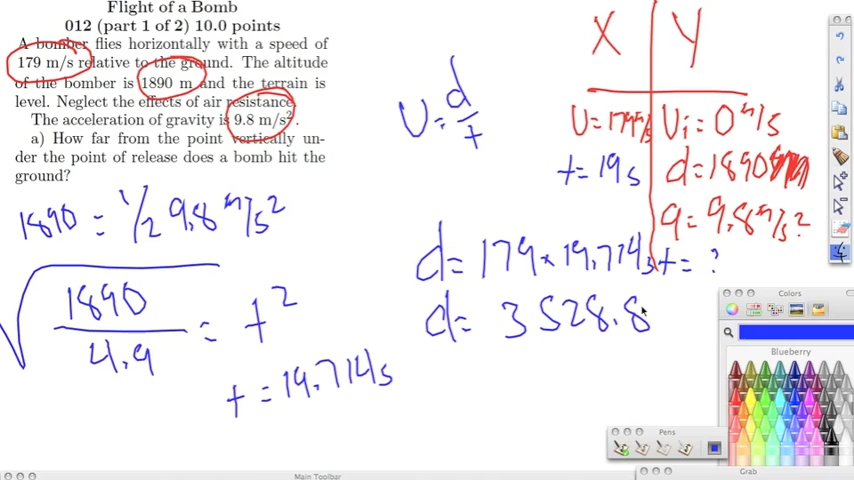 Flight of a Bomb
012 (part 1 of 2) 10.0 points
A bomber flies horizontally with a speed of
179 m/s relative to the ground. The altitude
of the bomber is 1890 m and the terrain is
level. Neglect the effects of air resistance.
The acceleration of gravity is 9.8 m/s².
a) How far from the point vertically un-
der the point of release does a bomb hit the
ground?
1890 = 1/2 9.8 m/s²
√1890/4.9 = t²
t = 19.714s
v = d/t
X Y
v = 179 m/s Vi = 0 m/s
t = 19s d = 1890
a = 9.8 m/s²
t = ?
d = 179 × 19.714s
d = 3528.8
Colors
Blueberry
Pens
Main Toolbar
Grab